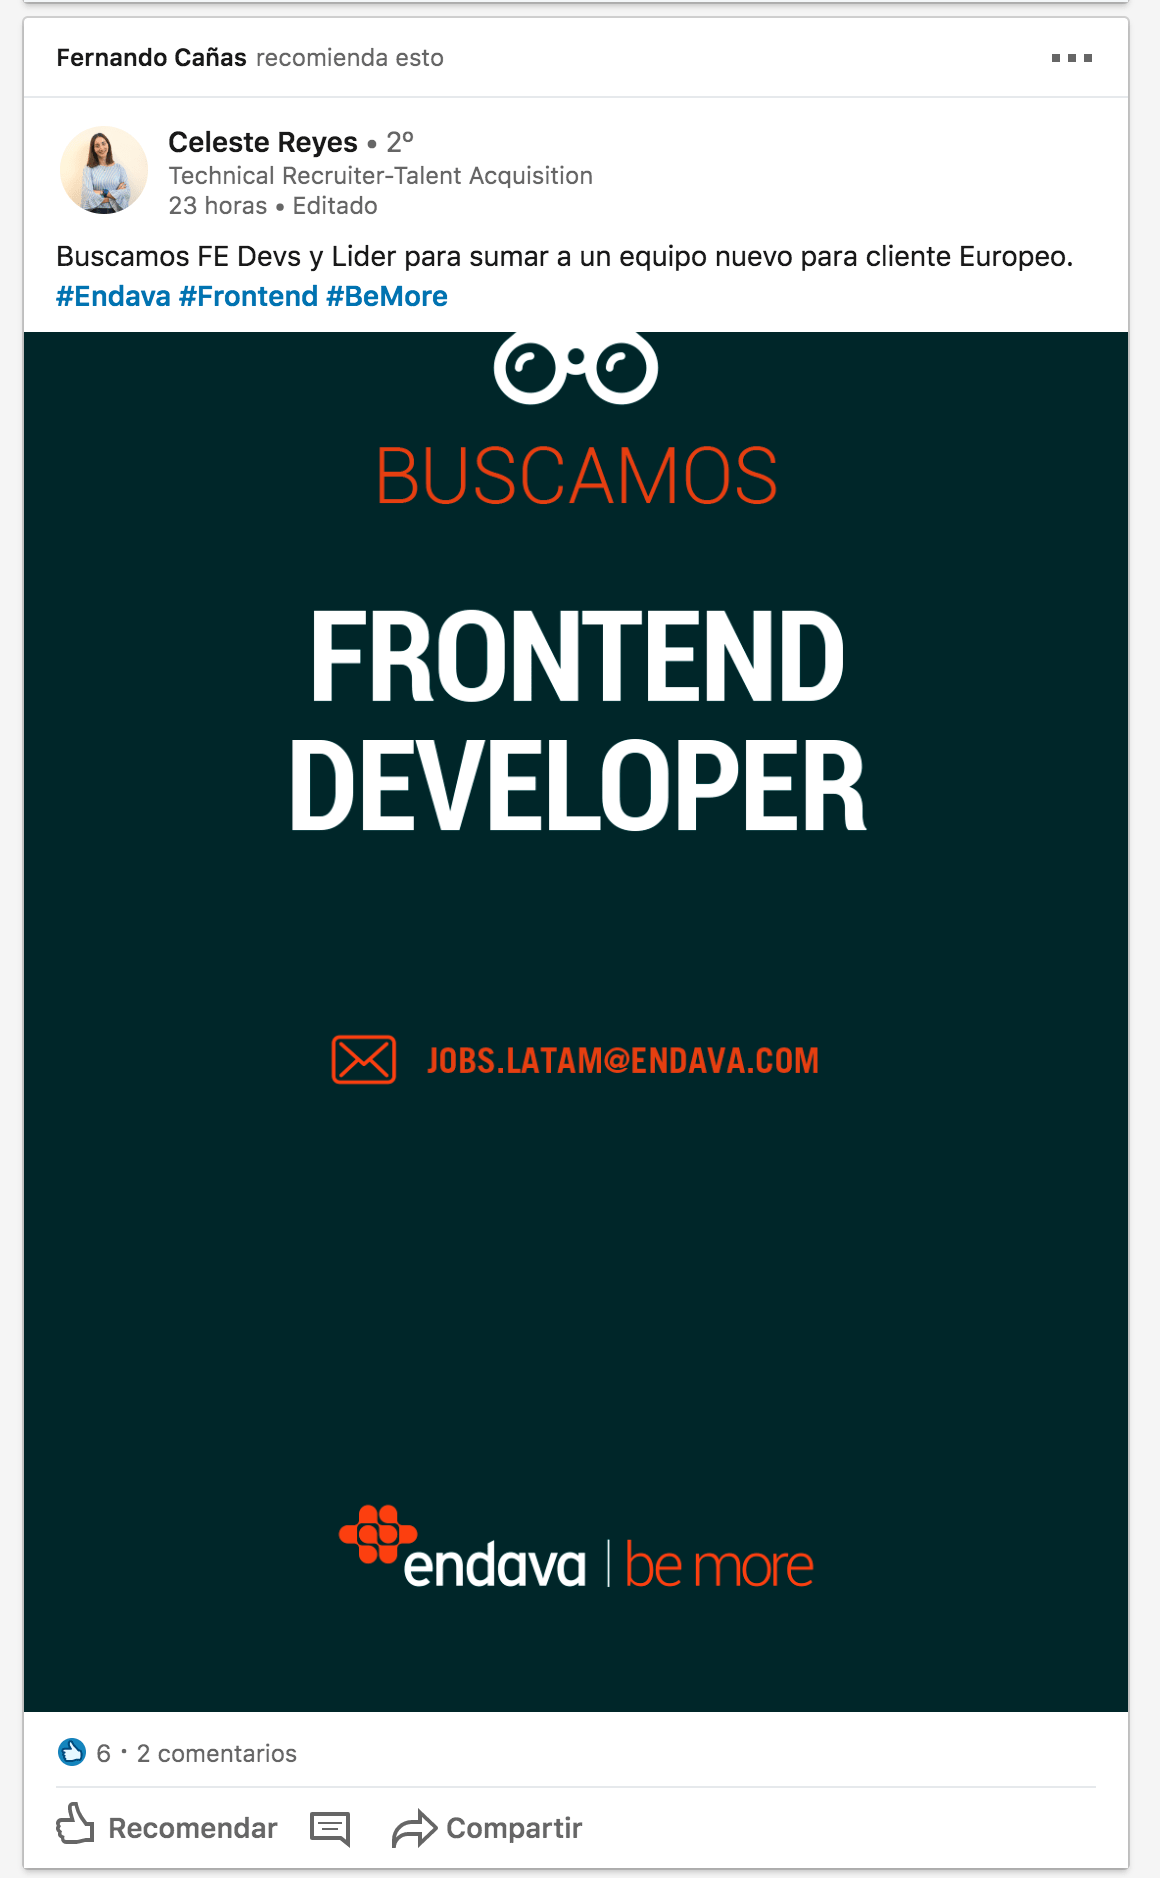 Fernando Cañas recomienda esto
Celeste Reyes • 2º
Technical Recruiter-Talent Acquisition
23 horas • Editado
Buscamos FE Devs y Lider para sumar a un equipo nuevo para cliente Europeo.
#Endava #Frontend #BeMore
BUSCAMOS
FRONTEND
DEVELOPER
JOBS.LATAM@ENDAVA.COM
endava | be more
6 · 2 comentarios
Recomendar Compartir